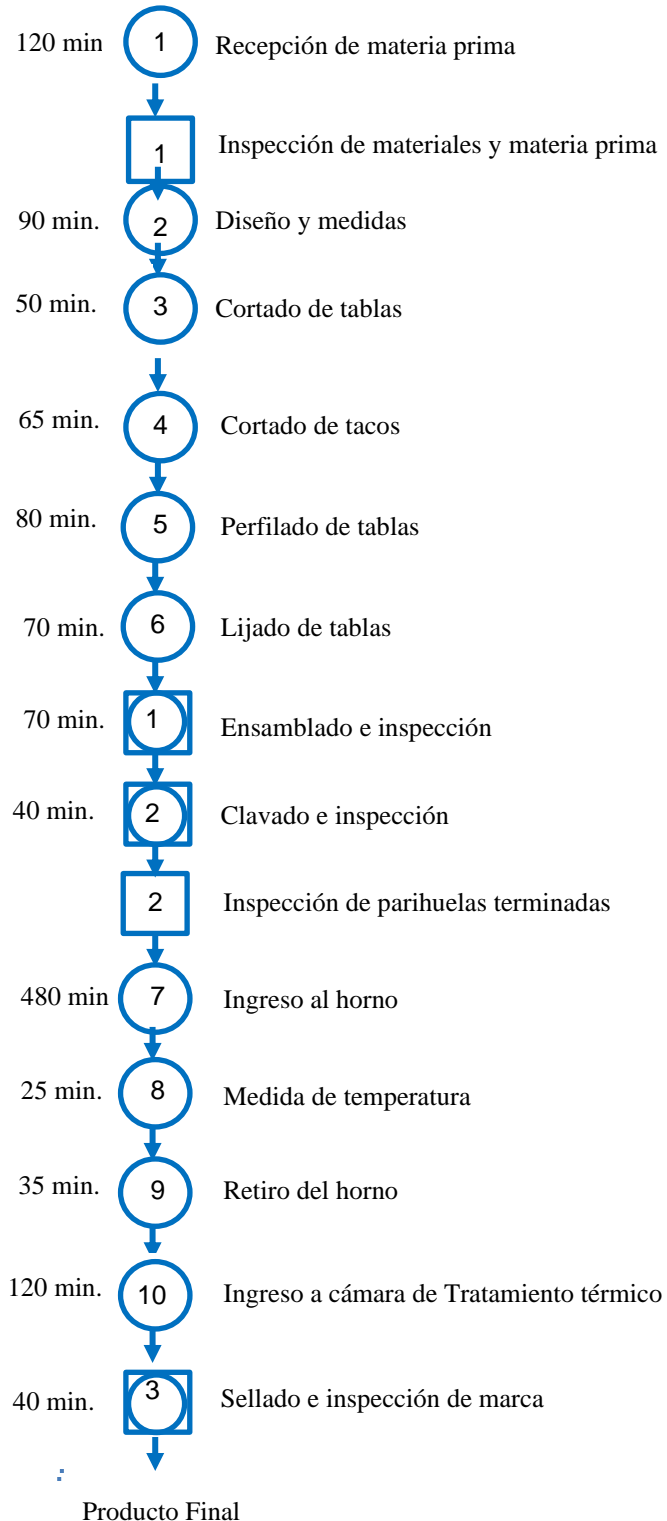 120 min 1 Recepción de materia prima
1 Inspección de materiales y materia prima
90 min. 2 Diseño y medidas
50 min. 3 Cortado de tablas
65 min. 4 Cortado de tacos
80 min. 5 Perfilado de tablas
70 min. 6 Lijado de tablas
70 min. 1 Ensamblado e inspección
40 min. 2 Clavado e inspección
2 Inspección de parihuelas terminadas
480 min 7 Ingreso al horno
25 min. 8 Medida de temperatura
35 min. 9 Retiro del horno
120 min. 10 Ingreso a cámara de Tratamiento térmico
40 min. 3 Sellado e inspección de marca
:
Producto Final